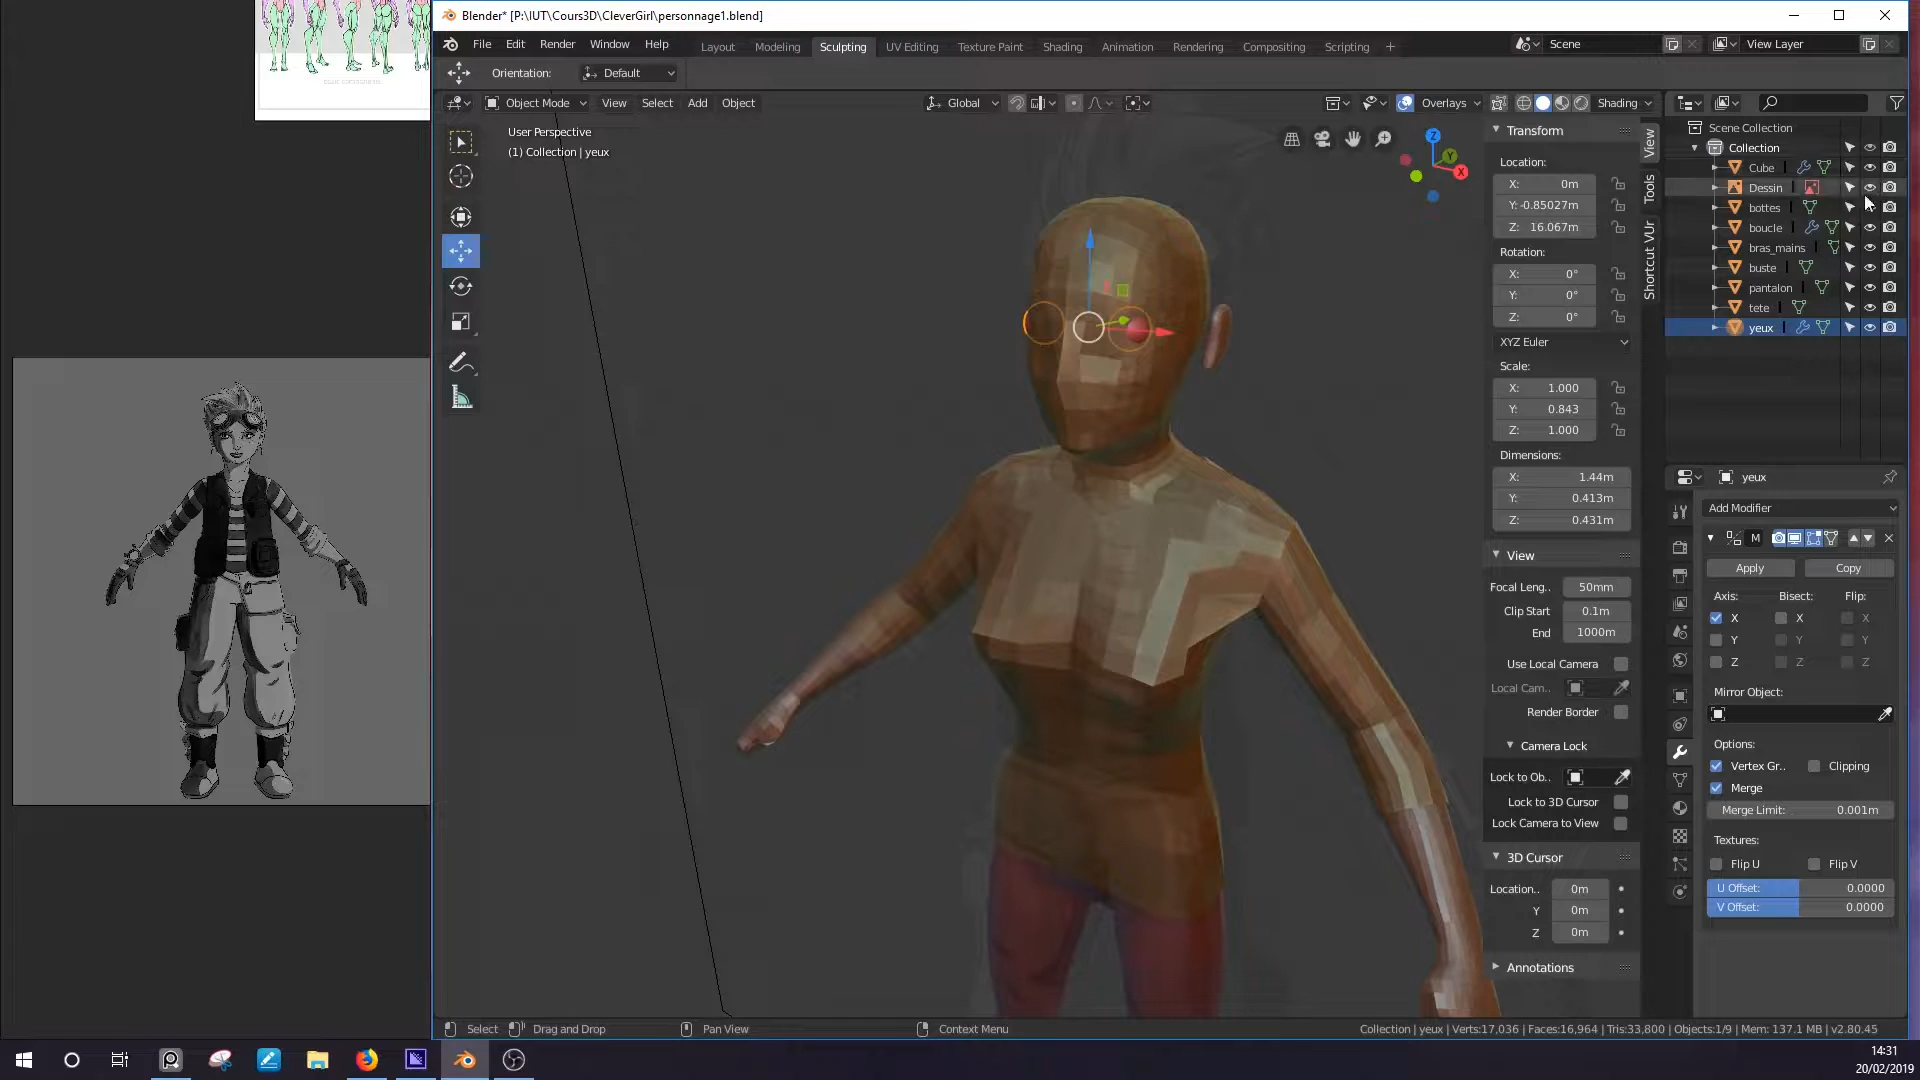 Blender* [P:\IUT\Cours3D\CleverGirl\personnage1.blend]
File Edit Render Window Help
Layout Modeling Sculpting UV Editing Texture Paint Shading Animation Rendering Compositing Scripting +
Scene
View Layer
Orientation: Default
Object Mode View Select Add Object
Global
Overlays
Shading
User Perspective
(1) Collection | yeux
Z
Y
X
View
Tools
Shortcut VUr
Transform
Location:
X: 0m
Y: -0.85027m
Z: 16.067m
Rotation:
X: 0°
Y: 0°
Z: 0°
XYZ Euler
Scale:
X: 1.000
Y: 0.843
Z: 1.000
Dimensions:
X: 1.44m
Y: 0.413m
Z: 0.431m
View
Focal Leng.. 50mm
Clip Start 0.1m
End 1000m
Use Local Camera
Local Cam..
Render Border
Camera Lock
Lock to Ob..
Lock to 3D Cursor
Lock Camera to View
3D Cursor
Location.. 0m
Y 0m
Z 0m
Annotations
Scene Collection
Collection
Cube
Dessin
bottes
boucle
bras_mains
buste
pantalon
tete
yeux
yeux
Add Modifier
M
Apply Copy
Axis: Bisect: Flip:
X X X
Y Y Y
Z Z Z
Mirror Object:
Options:
Vertex Gr.. Clipping
Merge
Merge Limit: 0.001m
Textures:
Flip U Flip V
U Offset: 0.0000
V Offset: 0.0000
Select Drag and Drop Pan View Context Menu
Collection | yeux | Verts:17,036 | Faces:16,964 | Tris:33,800 | Objects:1/9 | Mem: 137.1 MB | v2.80.45
14:31
20/02/2019